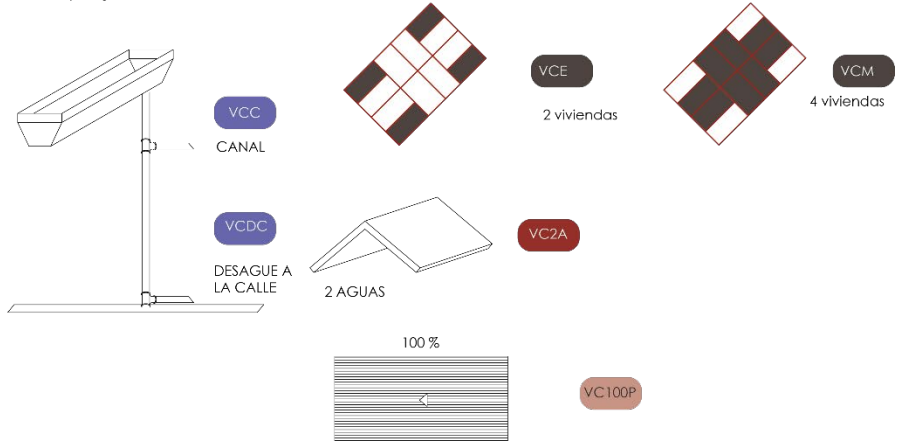 VCC
CANAL
VCDC
DESAGUE A
LA CALLE
VCE
2 viviendas
VCM
4 viviendas
2 AGUAS
VC2A
100 %
VC100P